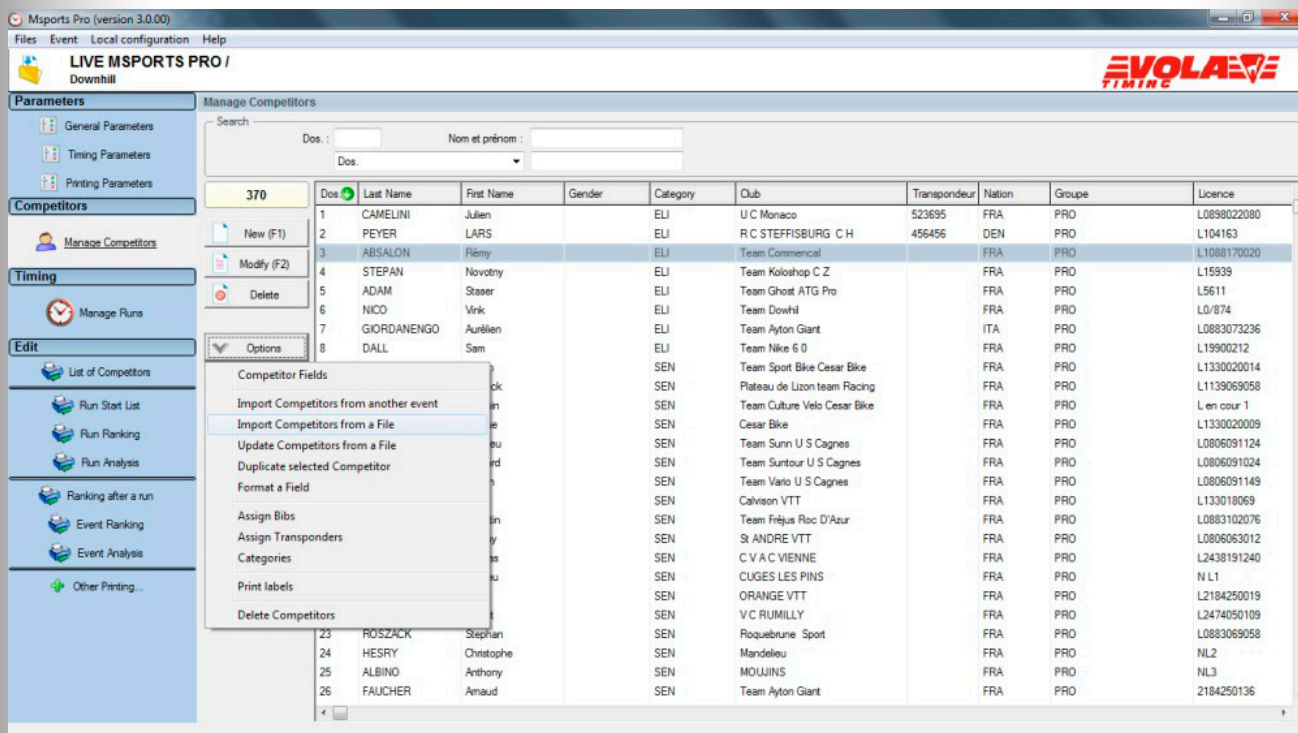 Msports Pro (version 3.0.00)
Files Event Local configuration Help
LIVE MSPORTS PRO /
Downhill
VOLA
TIMING
Parameters
General Parameters
Timing Parameters
Printing Parameters
Competitors
Manage Competitors
Timing
Manage Runs
Edit
List of Competitors
Run Start List
Run Ranking
Run Analysis
Ranking after a run
Event Ranking
Event Analysis
Other Printing...
Manage Competitors
Search
Dos. : Nom et prénom :
Dos.
370
New (F1)
Modify (F2)
Delete
Options
Competitor Fields
Import Competitors from another event
Import Competitors from a File
Update Competitors from a File
Duplicate selected Competitor
Format a Field
Assign Bibs
Assign Transponders
Categories
Print labels
Delete Competitors
Dos. Last Name First Name Gender Category Club Transpondeur Nation Groupe Licence
1 CAMELINI Julien ELI U C Monaco 523695 FRA PRO L0898022080
2 PEYER LARS ELI R C STEFFISBURG C H 456456 DEN PRO L104163
3 ABSALON Rèmy ELI Team Commencal FRA PRO L1088170020
4 STEPAN Novotny ELI Team Koloshop C Z FRA PRO L15939
5 ADAM Staser ELI Team Ghost ATG Pro FRA PRO L5611
6 NICO Vink ELI Team Dowhil FRA PRO L0/874
7 GIORDANENGO Aurèlien ELI Team Ayton Giant ITA PRO L0883073236
8 DALL Sam ELI Team Nike 6 0 FRA PRO L19900212
SEN Team Sport Bike Cesar Bike FRA PRO L1330020014
ck SEN Plateau de Lizon team Racing FRA PRO L1139069058
in SEN Team Culture Velo Cesar Bike FRA PRO L en cour 1
e SEN Cesar Bike FRA PRO L1330020009
eu SEN Team Sunn U S Cagnes FRA PRO L0806091124
rd SEN Team Suntour U S Cagnes FRA PRO L0806091024
SEN Team Vario U S Cagnes FRA PRO L0806091149
SEN Calvison VTT FRA PRO L133018069
tin SEN Team Frèjus Roc D'Azur FRA PRO L0883102076
y SEN St ANDRE VTT FRA PRO L0806063012
as SEN C V A C VIENNE FRA PRO L2438191240
eu SEN CUGES LES PINS FRA PRO N L1
SEN ORANGE VTT FRA PRO L2184250019
t SEN V C RUMILLY FRA PRO L2474050109
23 ROSZACK Stephan SEN Roquebrune Sport FRA PRO L0883069058
24 HESRY Christophe SEN Mandelieu FRA PRO NL2
25 ALBINO Anthony SEN MOUJINS FRA PRO NL3
26 FAUCHER Arnaud SEN Team Ayton Giant FRA PRO 2184250136